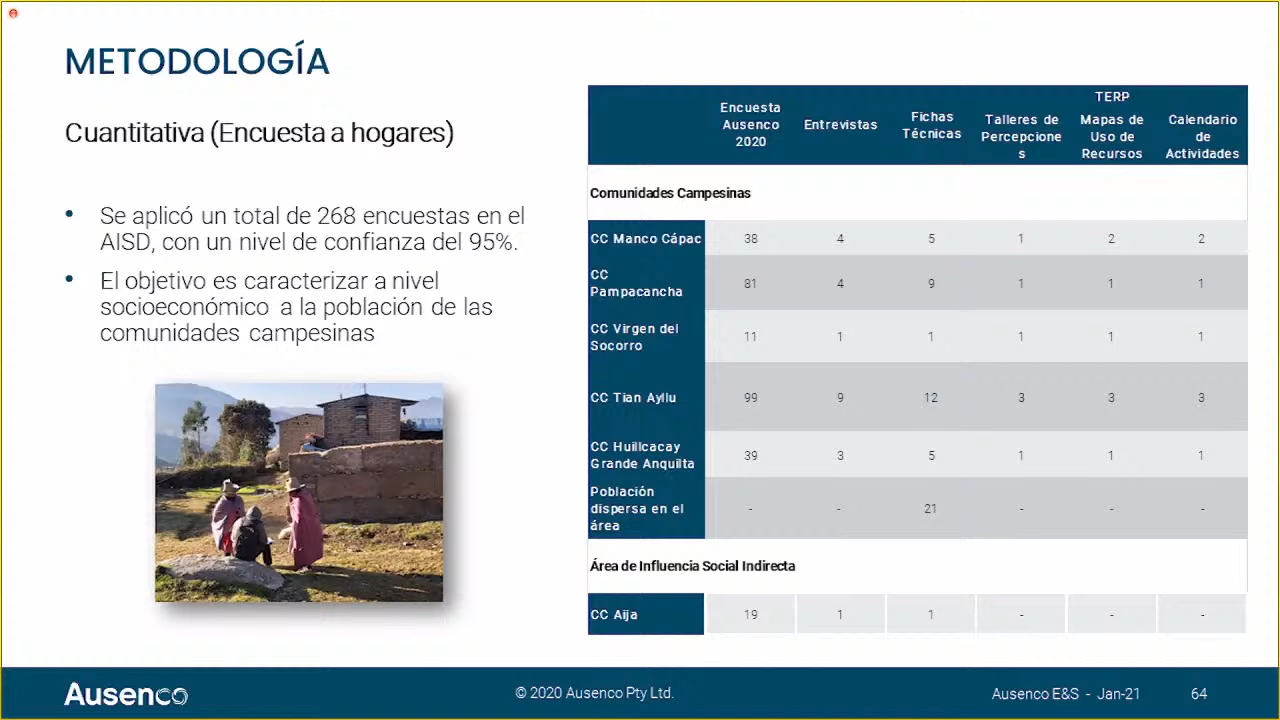 METODOLOGÍA
Cuantitativa (Encuesta a hogares)
• Se aplicó un total de 268 encuestas en el
AISD, con un nivel de confianza del 95%.
• El objetivo es caracterizar a nivel
socioeconómico a la población de las
comunidades campesinas
TERP
Encuesta Ausenco 2020 Entrevistas Fichas Técnicas Talleres de Percepciones Mapas de Uso de Recursos Calendario de Actividades
Comunidades Campesinas
CC Manco Cápac 38 4 5 1 2 2
CC Pampacancha 81 4 9 1 1 1
CC Virgen del Socorro 11 1 1 1 1 1
CC Tian Ayllu 99 9 12 3 3 3
CC Huillcacay Grande Anquilta 39 3 5 1 1 1
Población dispersa en el área - - 21 - - -
Área de Influencia Social Indirecta
CC Aija 19 1 1 - - -
Ausenco
© 2020 Ausenco Pty Ltd.
Ausenco E&S - Jan-21
64